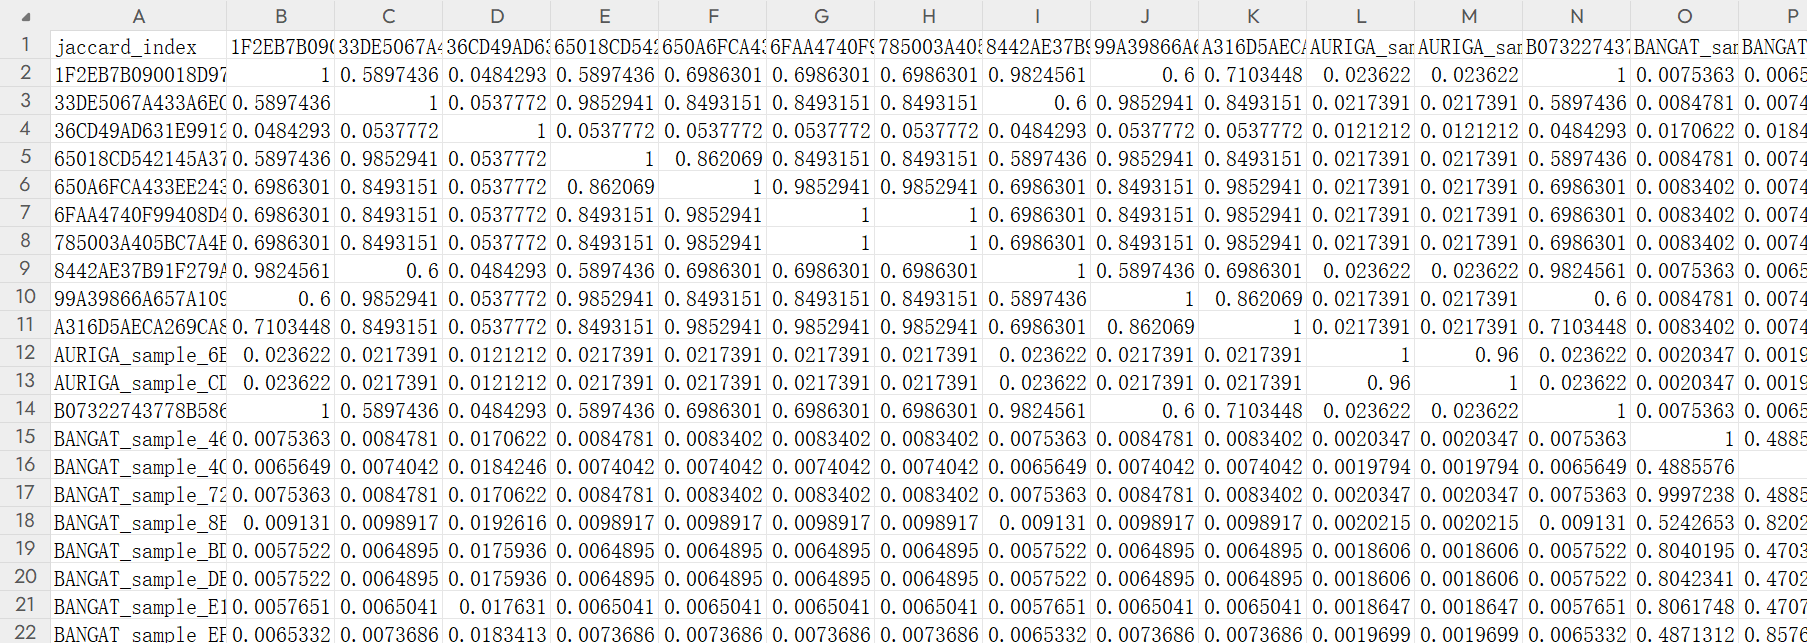 A B C D E F G H I J K L M N O P
1 jaccard_index 1F2EB7B090 33DE5067A4 36CD49AD63 65018CD542 650A6FCA43 6FAA4740F9 785003A405 8442AE37B9 99A39866A6 A316D5AECA AURIGA_sam AURIGA_sam B073227437 BANGAT_sam BANGAT
2 1F2EB7B090018D97 1 0.5897436 0.0484293 0.5897436 0.6986301 0.6986301 0.6986301 0.9824561 0.6 0.7103448 0.023622 0.023622 1 0.0075363 0.0065
3 33DE5067A433A6EC 0.5897436 1 0.0537772 0.9852941 0.8493151 0.8493151 0.8493151 0.6 0.9852941 0.8493151 0.0217391 0.0217391 0.5897436 0.0084781 0.0074
4 36CD49AD631E9912 0.0484293 0.0537772 1 0.0537772 0.0537772 0.0537772 0.0537772 0.0484293 0.0537772 0.0537772 0.0121212 0.0121212 0.0484293 0.0170622 0.0184
5 65018CD542145A37 0.5897436 0.9852941 0.0537772 1 0.862069 0.8493151 0.8493151 0.5897436 0.9852941 0.8493151 0.0217391 0.0217391 0.5897436 0.0084781 0.0074
6 650A6FCA433EE243 0.6986301 0.8493151 0.0537772 0.862069 1 0.9852941 0.9852941 0.6986301 0.8493151 0.9852941 0.0217391 0.0217391 0.6986301 0.0083402 0.0074
7 6FAA4740F99408D4 0.6986301 0.8493151 0.0537772 0.8493151 0.9852941 1 1 0.6986301 0.8493151 0.9852941 0.0217391 0.0217391 0.6986301 0.0083402 0.0074
8 785003A405BC7A4E 0.6986301 0.8493151 0.0537772 0.8493151 0.9852941 1 1 0.6986301 0.8493151 0.9852941 0.0217391 0.0217391 0.6986301 0.0083402 0.0074
9 8442AE37B91F279A 0.9824561 0.6 0.0484293 0.5897436 0.6986301 0.6986301 0.6986301 1 0.5897436 0.6986301 0.023622 0.023622 0.9824561 0.0075363 0.0065
10 99A39866A657A109 0.6 0.9852941 0.0537772 0.9852941 0.8493151 0.8493151 0.8493151 0.5897436 1 0.862069 0.0217391 0.0217391 0.6 0.0084781 0.0074
11 A316D5AECA269CA8 0.7103448 0.8493151 0.0537772 0.8493151 0.9852941 0.9852941 0.9852941 0.6986301 0.862069 1 0.0217391 0.0217391 0.7103448 0.0083402 0.0074
12 AURIGA_sample_6E 0.023622 0.0217391 0.0121212 0.0217391 0.0217391 0.0217391 0.0217391 0.023622 0.0217391 0.0217391 1 0.96 0.023622 0.0020347 0.0019
13 AURIGA_sample_CD 0.023622 0.0217391 0.0121212 0.0217391 0.0217391 0.0217391 0.0217391 0.023622 0.0217391 0.0217391 0.96 1 0.023622 0.0020347 0.0019
14 B07322743778B586 1 0.5897436 0.0484293 0.5897436 0.6986301 0.6986301 0.6986301 0.9824561 0.6 0.7103448 0.023622 0.023622 1 0.0075363 0.0065
15 BANGAT_sample_46 0.0075363 0.0084781 0.0170622 0.0084781 0.0083402 0.0083402 0.0083402 0.0075363 0.0084781 0.0083402 0.0020347 0.0020347 0.0075363 1 0.4885
16 BANGAT_sample_4C 0.0065649 0.0074042 0.0184246 0.0074042 0.0074042 0.0074042 0.0074042 0.0065649 0.0074042 0.0074042 0.0019794 0.0019794 0.0065649 0.4885576
17 BANGAT_sample_72 0.0075363 0.0084781 0.0170622 0.0084781 0.0083402 0.0083402 0.0083402 0.0075363 0.0084781 0.0083402 0.0020347 0.0020347 0.0075363 0.9997238 0.4885
18 BANGAT_sample_8E 0.009131 0.0098917 0.0192616 0.0098917 0.0098917 0.0098917 0.0098917 0.009131 0.0098917 0.0098917 0.0020215 0.0020215 0.009131 0.5242653 0.8202
19 BANGAT_sample_BD 0.0057522 0.0064895 0.0175936 0.0064895 0.0064895 0.0064895 0.0064895 0.0057522 0.0064895 0.0064895 0.0018606 0.0018606 0.0057522 0.8040195 0.4703
20 BANGAT_sample_DE 0.0057522 0.0064895 0.0175936 0.0064895 0.0064895 0.0064895 0.0064895 0.0057522 0.0064895 0.0064895 0.0018606 0.0018606 0.0057522 0.8042341 0.4702
21 BANGAT_sample_E1 0.0057651 0.0065041 0.017631 0.0065041 0.0065041 0.0065041 0.0065041 0.0057651 0.0065041 0.0065041 0.0018647 0.0018647 0.0057651 0.8061748 0.4707
22 BANGAT_sample_EF 0.0065332 0.0073686 0.0183413 0.0073686 0.0073686 0.0073686 0.0073686 0.0065332 0.0073686 0.0073686 0.0019699 0.0019699 0.0065332 0.4871312 0.8576